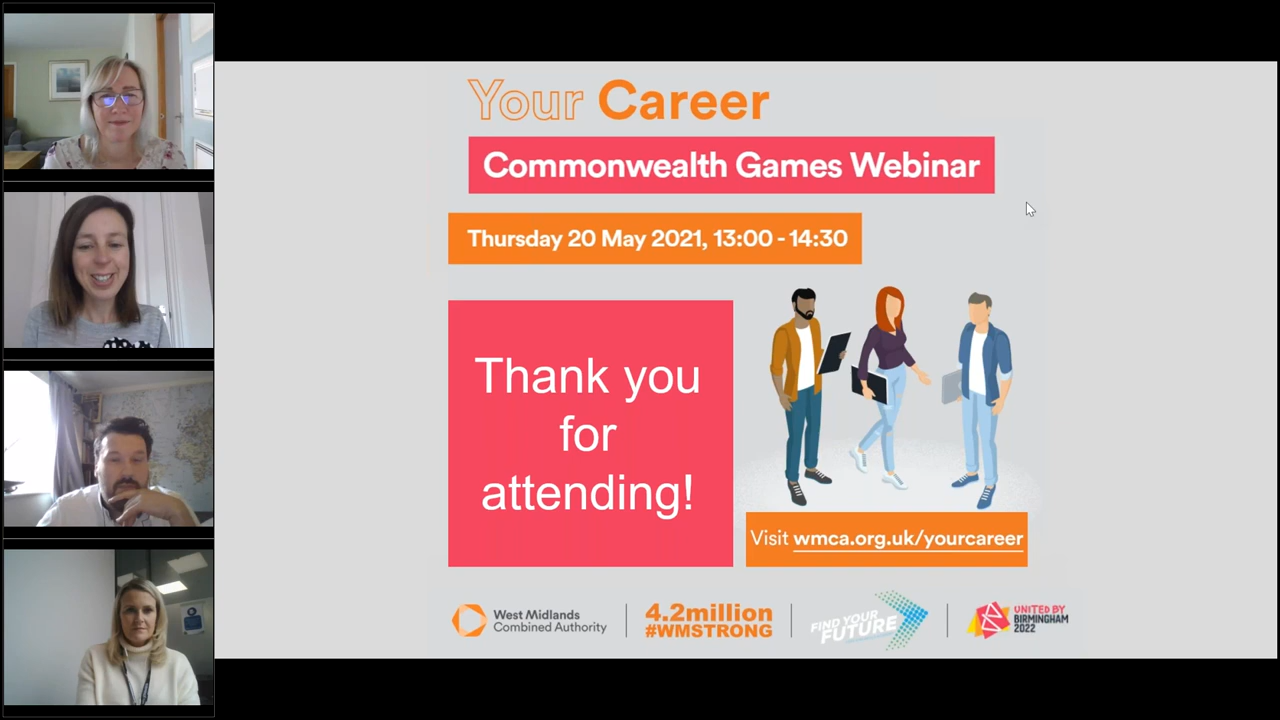 Your Career
Commonwealth Games Webinar
Thursday 20 May 2021, 13:00 - 14:30
Thank you
for
attending!
Visit wmca.org.uk/yourcareer
West Midlands
Combined Authority
4.2million
#WMSTRONG
FIND YOUR
FUTURE
UNITED BY
BIRMINGHAM
2022